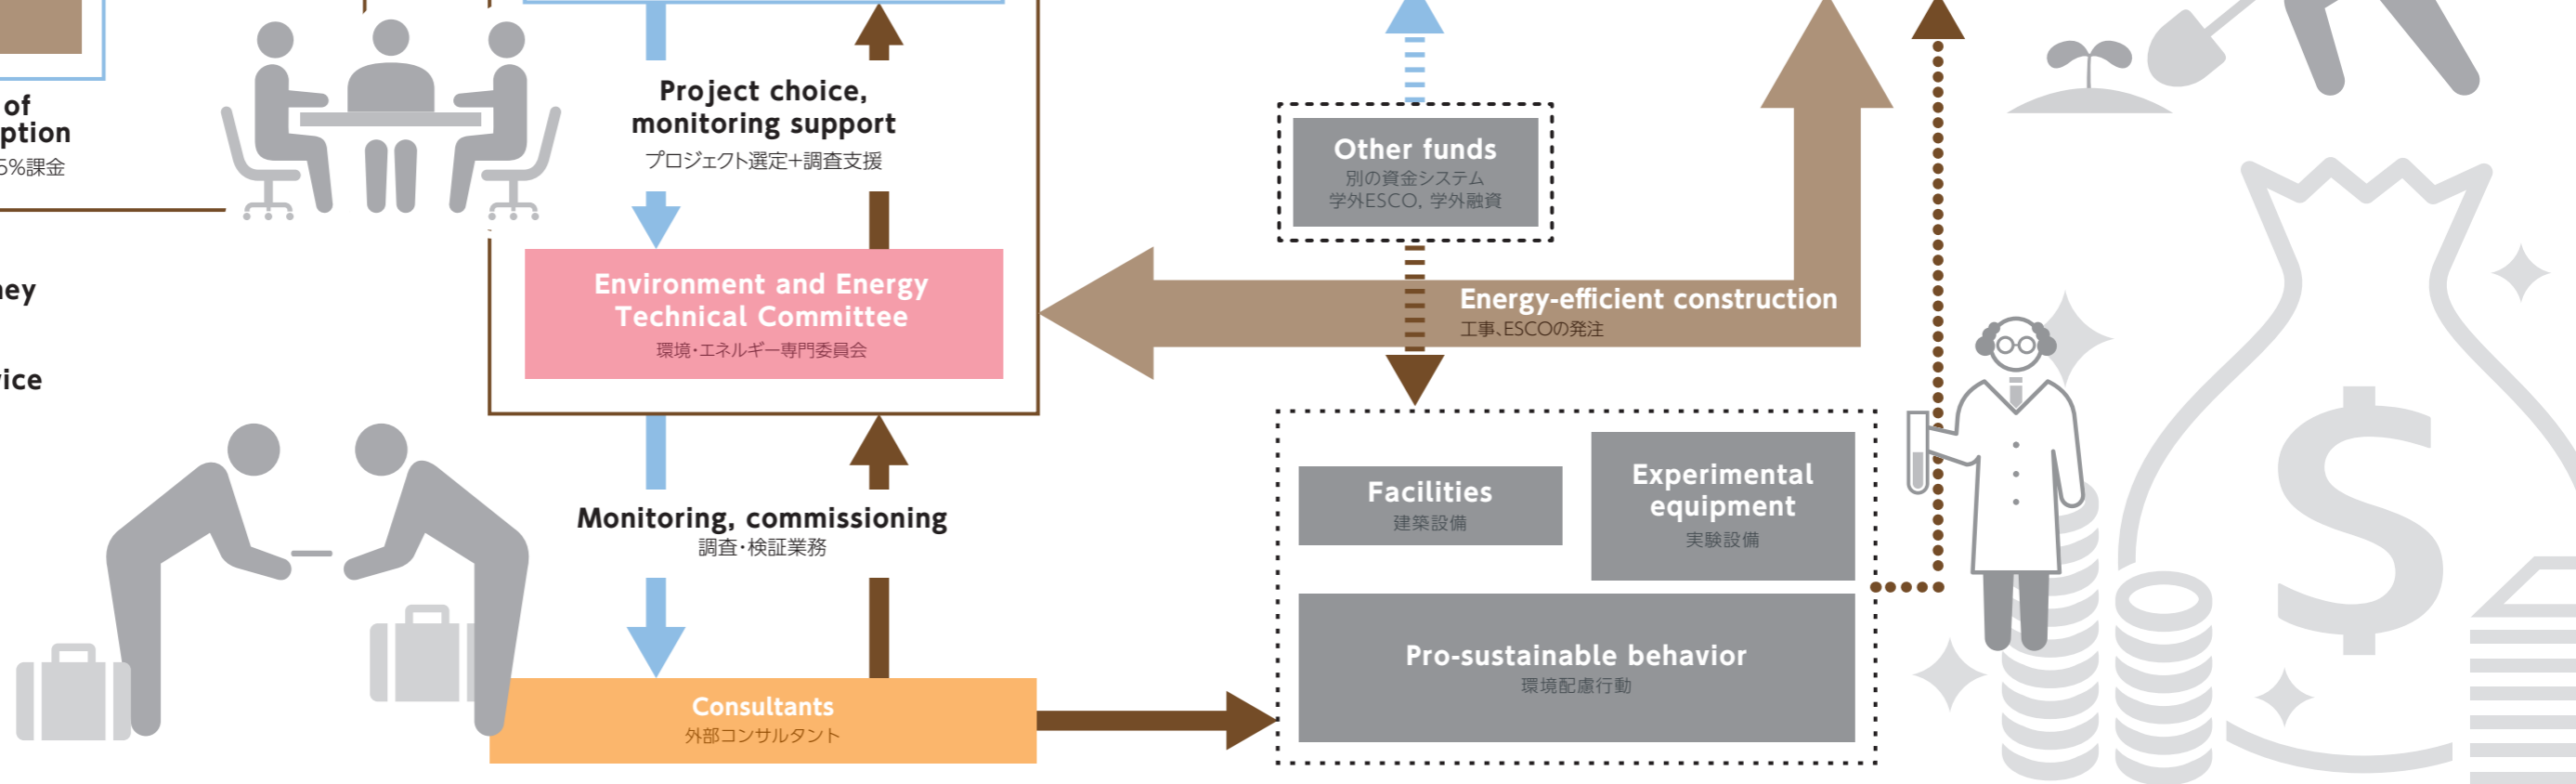 of
ption
5%課金
ney
vice
Project choice,
monitoring support
プロジェクト選定+調査支援
Environment and Energy
Technical Committee
環境・エネルギー専門委員会
Monitoring, commissioning
調査・検証業務
Consultants
外部コンサルタント
Other funds
別の資金システム
学外ESCO, 学外融資
Energy-efficient construction
工事、ESCOの発注
Facilities
建築設備
Experimental
equipment
実験設備
Pro-sustainable behavior
環境配慮行動
$